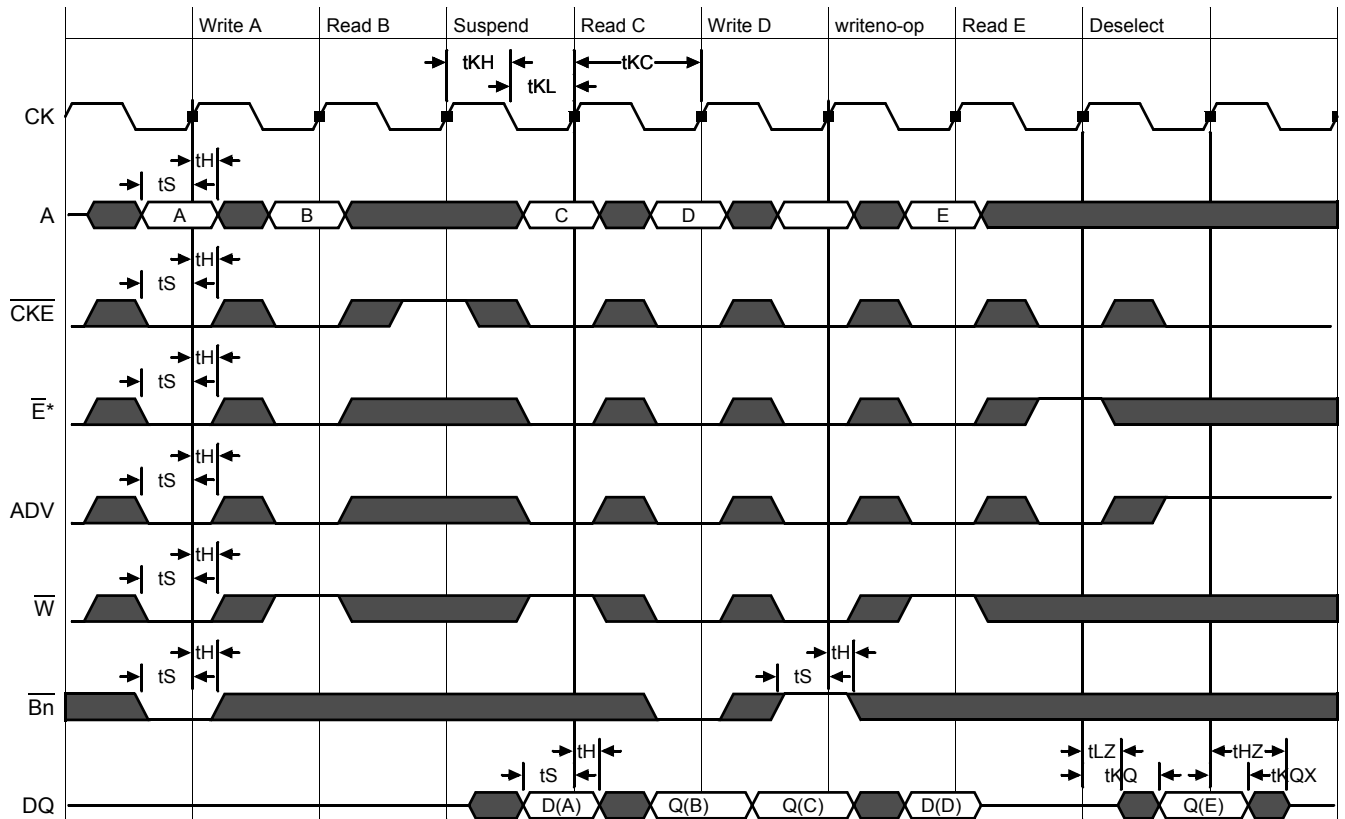 Write A Read B Suspend Read C Write D writeno-op Read E Deselect
tKH tKC
tKL
CK
tH
tS
A A B C D E
tH
tS
CKE
tH
tS
E*
tH
tS
ADV
tH
tS
W
tH tH
tS tS
Bn
tH tLZ tHZ
tS tKQ tKQX
DQ D(A) Q(B) Q(C) D(D) Q(E)